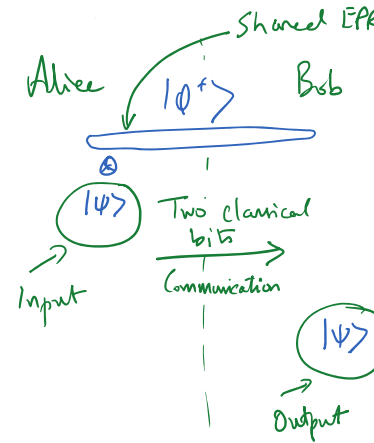 Shared EPR
Alice
|φ⁺⟩
Bob
⊗
|ψ⟩
Two classical
bits
Communication
Input
|ψ⟩
Output